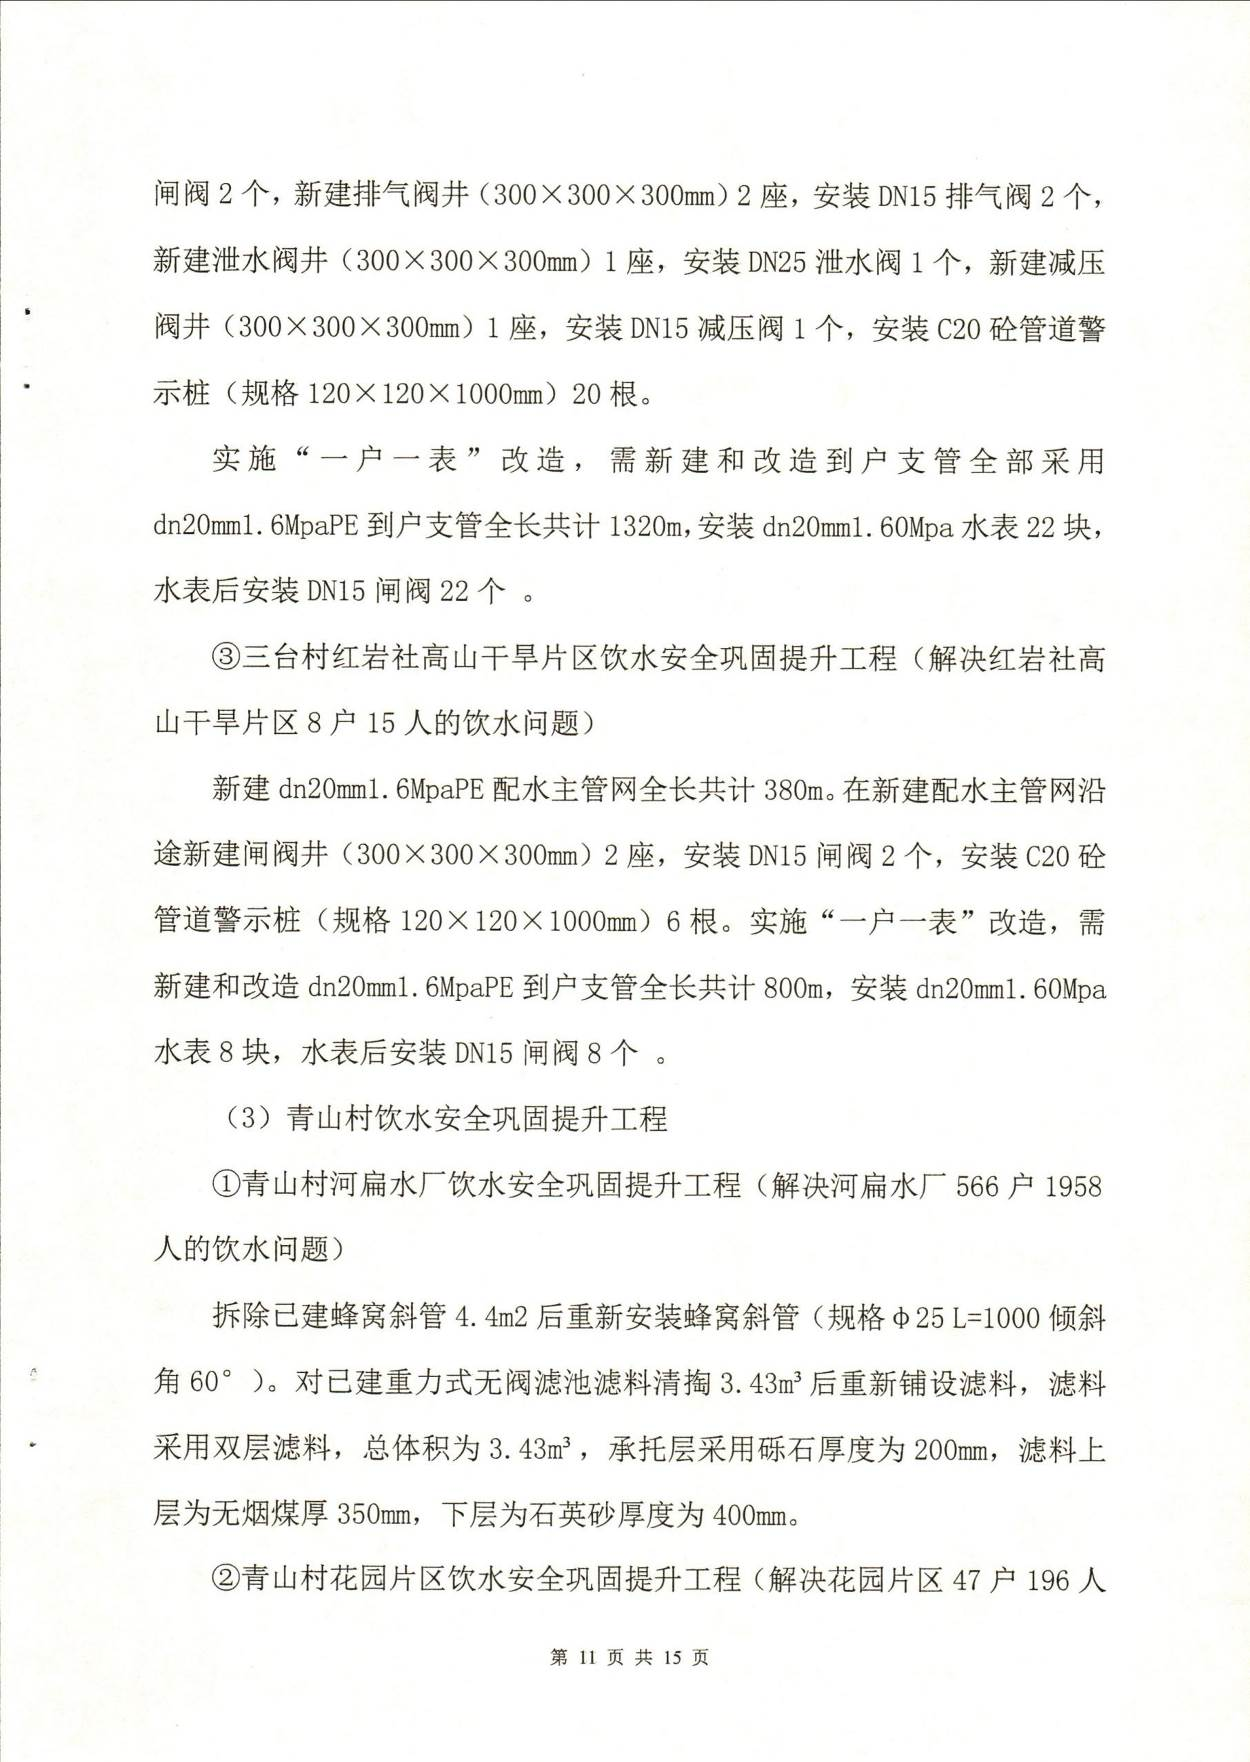 闸阀 2 个，新建排气阀井（300×300×300mm）2 座，安装 DN15 排气阀 2 个，
新建泄水阀井（300×300×300mm）1 座，安装 DN25 泄水阀 1 个，新建减压
阀井（300×300×300mm）1 座，安装 DN15 减压阀 1 个，安装 C20 砼管道警
示桩（规格 120×120×1000mm）20 根。
实施“一户一表”改造，需新建和改造到户支管全部采用
dn20mm1.6MpaPE 到户支管全长共计 1320m，安装 dn20mm1.60Mpa 水表 22 块，
水表后安装 DN15 闸阀 22 个 。
③三台村红岩社高山干旱片区饮水安全巩固提升工程（解决红岩社高
山干旱片区 8 户 15 人的饮水问题）
新建 dn20mm1.6MpaPE 配水主管网全长共计 380m。在新建配水主管网沿
途新建闸阀井（300×300×300mm）2 座，安装 DN15 闸阀 2 个，安装 C20 砼
管道警示桩（规格 120×120×1000mm）6 根。实施“一户一表”改造，需
新建和改造 dn20mm1.6MpaPE 到户支管全长共计 800m，安装 dn20mm1.60Mpa
水表 8 块，水表后安装 DN15 闸阀 8 个 。
（3）青山村饮水安全巩固提升工程
①青山村河扁水厂饮水安全巩固提升工程（解决河扁水厂 566 户 1958
人的饮水问题）
拆除已建蜂窝斜管 4.4m2 后重新安装蜂窝斜管（规格φ25 L=1000 倾斜
角 60° )。对已建重力式无阀滤池滤料清掏 3.43m³ 后重新铺设滤料，滤料
采用双层滤料，总体积为 3.43m³，承托层采用砾石厚度为 200mm，滤料上
层为无烟煤厚 350mm，下层为石英砂厚度为 400mm。
②青山村花园片区饮水安全巩固提升工程（解决花园片区 47 户 196 人
第 11 页 共 15 页